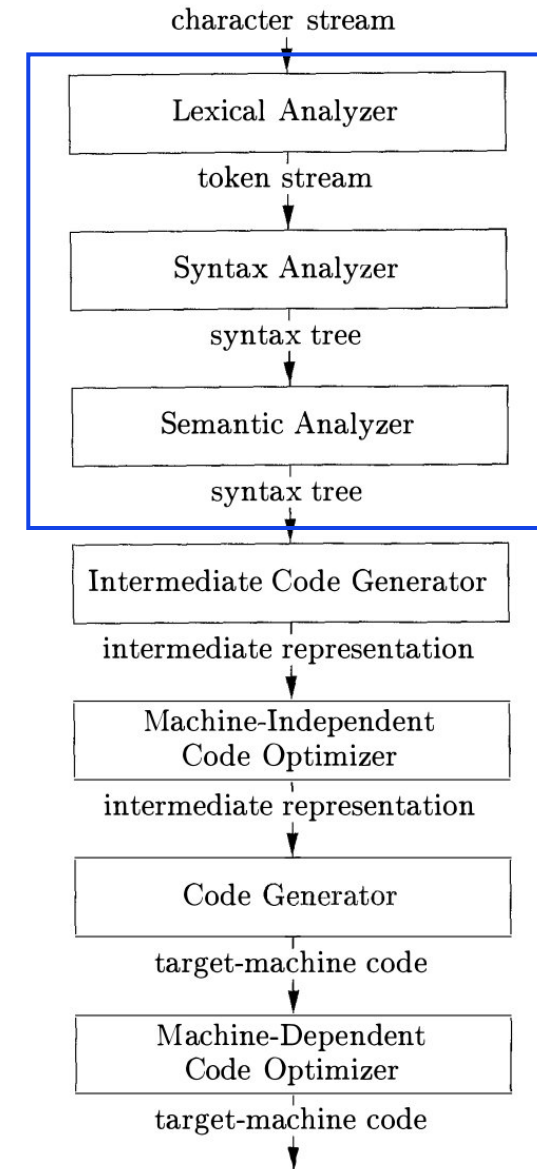 character stream
Lexical Analyzer
token stream
Syntax Analyzer
syntax tree
Semantic Analyzer
syntax tree
Intermediate Code Generator
intermediate representation
Machine-Independent
Code Optimizer
intermediate representation
Code Generator
target-machine code
Machine-Dependent
Code Optimizer
target-machine code